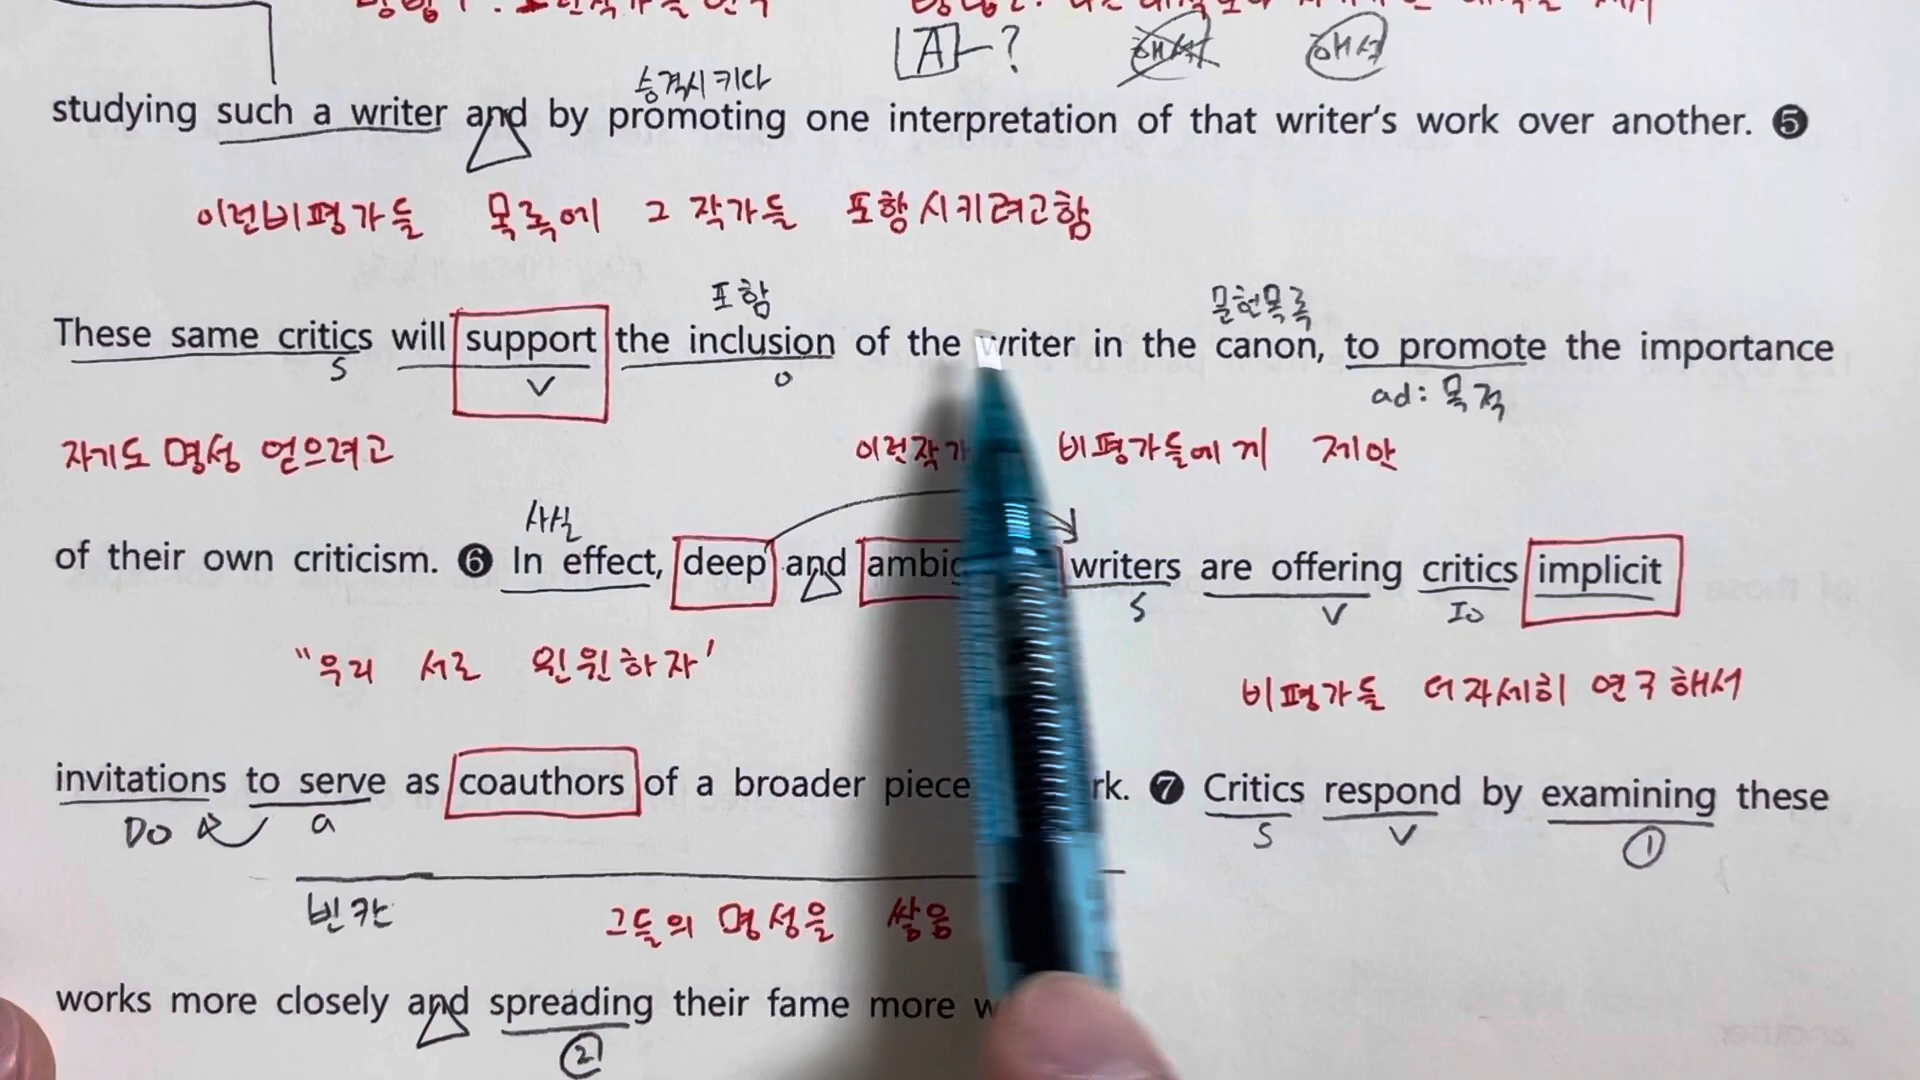 A ? 해석 해석
승격시키다
studying such a writer and by promoting one interpretation of that writer's work over another. ❺
이런비평가들 목록에 그 작가들 포함시키려고함
포함 문헌목록
These same critics will support the inclusion of the writer in the canon, to promote the importance
S V O ad: 목적
자기도 명성 얻으려고 비평가들에게 제안
사실
of their own criticism. ❻ In effect, deep and writers are offering critics implicit
S V IO
"우리 서로 윈윈하자' 비평가들 더자세히 연구해서
invitations to serve as coauthors of a broader piece ❼ Critics respond by examining these
DO a S V ①
빈칸 그들의 명성을 쌓음
works more closely and spreading their fame more
②